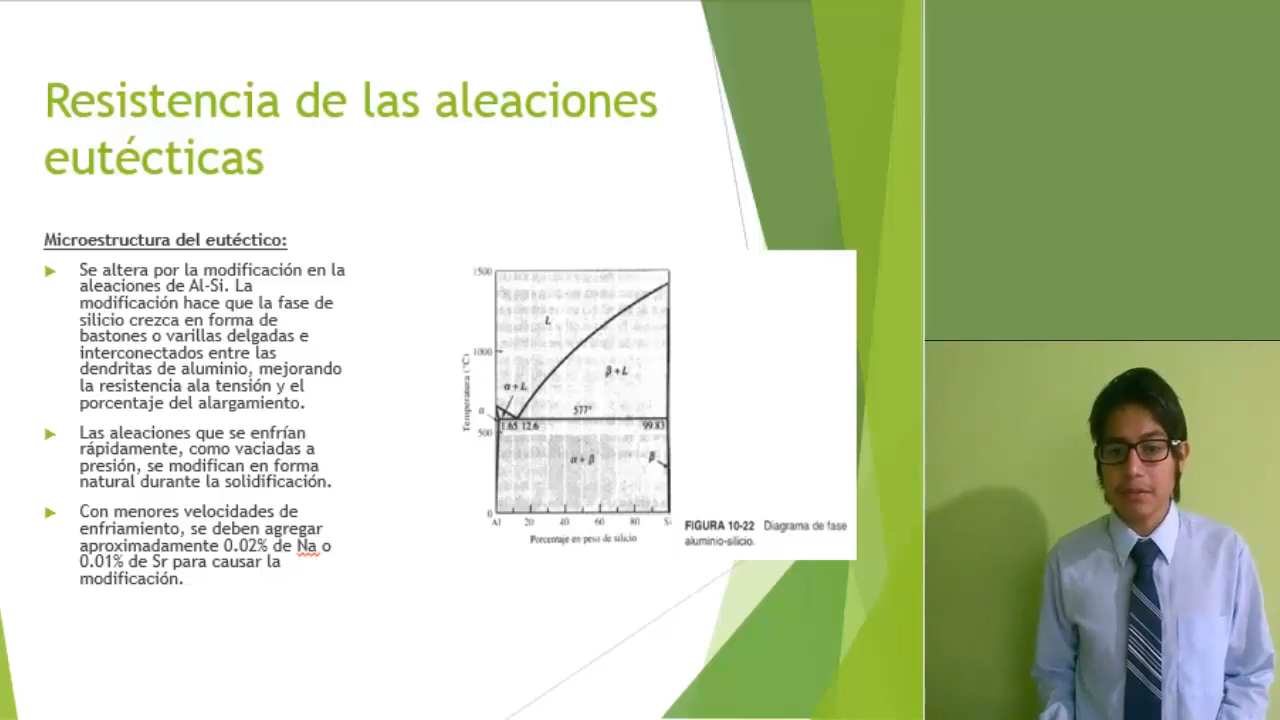 Resistencia de las aleaciones
eutécticas
Microestructura del eutéctico:
Se altera por la modificación en la
aleaciones de Al-Si. La
modificación hace que la fase de
silicio crezca en forma de
bastones o varillas delgadas e
interconectados entre las
dendritas de aluminio, mejorando
la resistencia ala tensión y el
porcentaje del alargamiento.
Las aleaciones que se enfrían
rápidamente, como vaciadas a
presión, se modifican en forma
natural durante la solidificación.
Con menores velocidades de
enfriamiento, se deben agregar
aproximadamente 0.02% de Na o
0.01% de Sr para causar la
modificación.
1500
L
1000
β+L
α+L
α
577°
1.65 12.6
99.83
500
α+β
β
0
Al 20 40 60 80 Si
Temperatura (°C)
Porcentaje en peso de silicio
FIGURA 10-22 Diagrama de fase
aluminio-silicio.